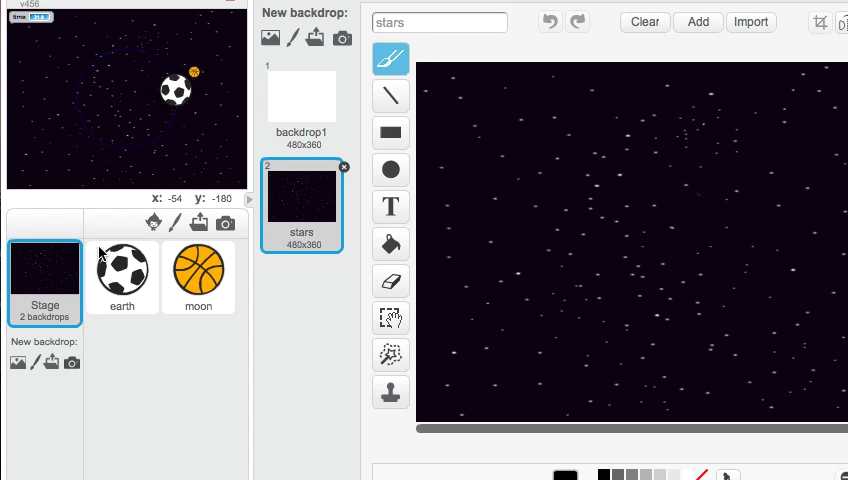 v456
time
x: -54 y: -180
Stage
2 backdrops
New backdrop:
earth
moon
New backdrop:
1
backdrop1
480x360
2
stars
480x360
stars
Clear
Add
Import
T